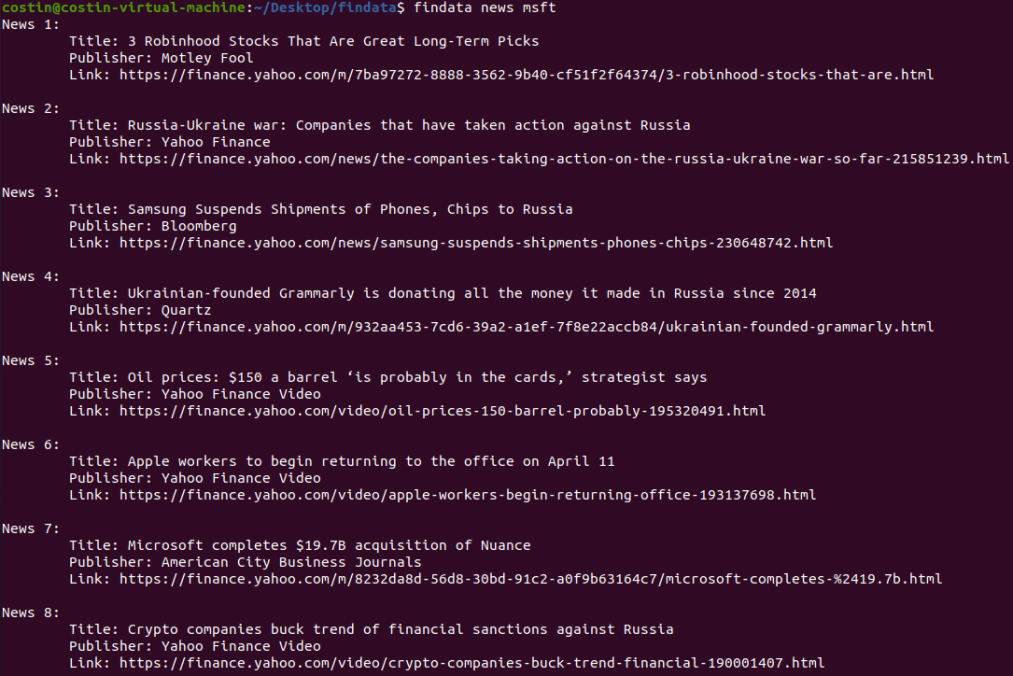 costin@costin-virtual-machine:~/Desktop/findata$ findata news msft
News 1:
Title: 3 Robinhood Stocks That Are Great Long-Term Picks
Publisher: Motley Fool
Link: https://finance.yahoo.com/m/7ba97272-8888-3562-9b40-cf51f2f64374/3-robinhood-stocks-that-are.html
News 2:
Title: Russia-Ukraine war: Companies that have taken action against Russia
Publisher: Yahoo Finance
Link: https://finance.yahoo.com/news/the-companies-taking-action-on-the-russia-ukraine-war-so-far-215851239.html
News 3:
Title: Samsung Suspends Shipments of Phones, Chips to Russia
Publisher: Bloomberg
Link: https://finance.yahoo.com/news/samsung-suspends-shipments-phones-chips-230648742.html
News 4:
Title: Ukrainian-founded Grammarly is donating all the money it made in Russia since 2014
Publisher: Quartz
Link: https://finance.yahoo.com/m/932aa453-7cd6-39a2-a1ef-7f8e22accb84/ukrainian-founded-grammarly.html
News 5:
Title: Oil prices: $150 a barrel ‘is probably in the cards,’ strategist says
Publisher: Yahoo Finance Video
Link: https://finance.yahoo.com/video/oil-prices-150-barrel-probably-195320491.html
News 6:
Title: Apple workers to begin returning to the office on April 11
Publisher: Yahoo Finance Video
Link: https://finance.yahoo.com/video/apple-workers-begin-returning-office-193137698.html
News 7:
Title: Microsoft completes $19.7B acquisition of Nuance
Publisher: American City Business Journals
Link: https://finance.yahoo.com/m/8232da8d-56d8-30bd-91c2-a0f9b63164c7/microsoft-completes-%2419.7b.html
News 8:
Title: Crypto companies buck trend of financial sanctions against Russia
Publisher: Yahoo Finance Video
Link: https://finance.yahoo.com/video/crypto-companies-buck-trend-financial-190001407.html